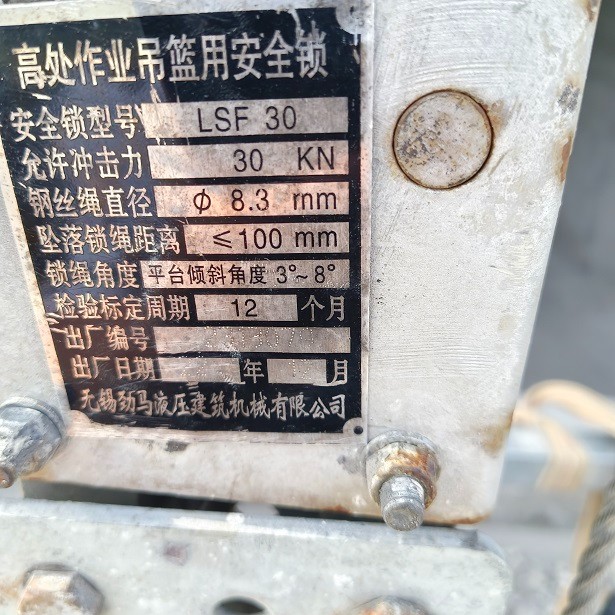 高处作业吊篮用安全锁
安全锁型号 LSF 30
允许冲击力 30 KN
钢丝绳直径 Φ 8.3 mm
坠落锁绳距离 ≤100 mm
锁绳角度 平台倾斜角度 3°~8°
检验标定周期 12 个月
出厂编号
出厂日期 年 月
无锡劲马液压建筑机械有限公司